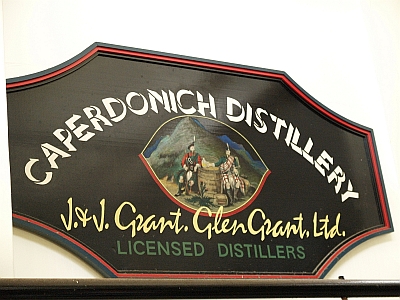 CAPERDONICH DISTILLERY
J.&J. Grant. Glen Grant. Ltd.
LICENSED DISTILLERS